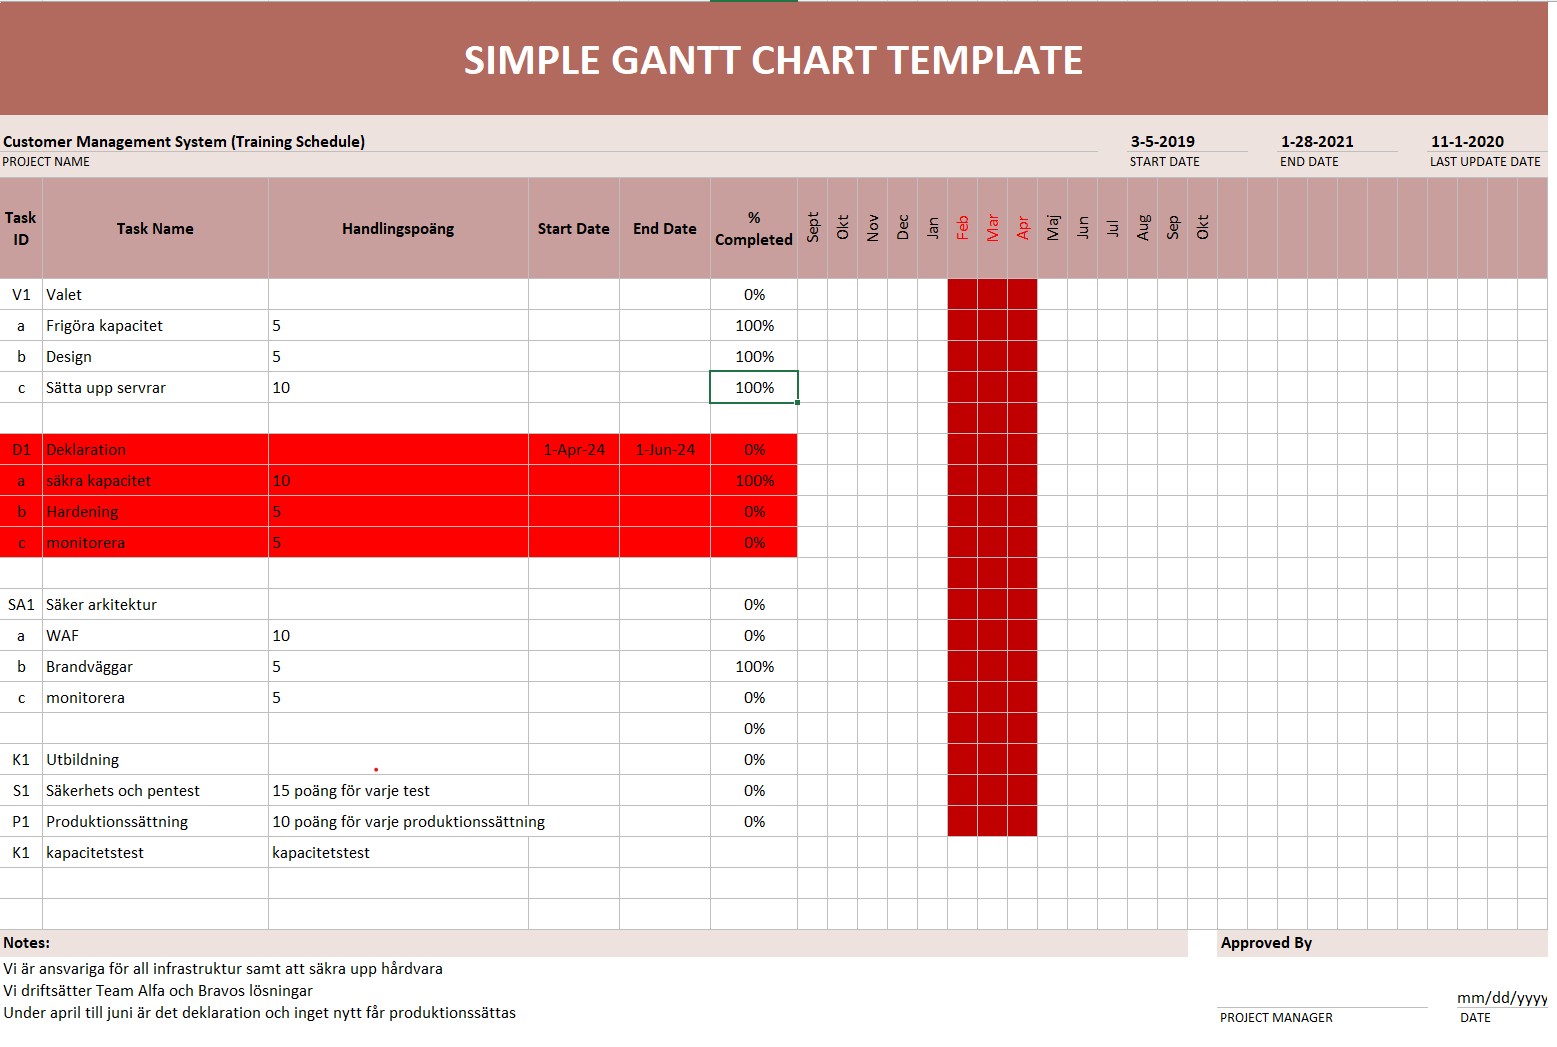 SIMPLE GANTT CHART TEMPLATE
Customer Management System (Training Schedule) 3-5-2019 1-28-2021 11-1-2020
PROJECT NAME START DATE END DATE LAST UPDATE DATE
Task ID Task Name Handlingspoäng Start Date End Date % Completed Sept Okt Nov Dec Jan Feb Mar Apr Maj Jun Jul Aug Sep Okt
V1 Valet 0%
a Frigöra kapacitet 5 100%
b Design 5 100%
c Sätta upp servrar 10 100%
D1 Deklaration 1-Apr-24 1-Jun-24 0%
a säkra kapacitet 10 100%
b Hardening 5 0%
c monitorera 5 0%
SA1 Säker arkitektur 0%
a WAF 10 0%
b Brandväggar 5 100%
c monitorera 5 0%
0%
K1 Utbildning 0%
S1 Säkerhets och pentest 15 poäng för varje test 0%
P1 Produktionssättning 10 poäng för varje produktionssättning 0%
K1 kapacitetstest kapacitetstest
Notes: Approved By
Vi är ansvariga för all infrastruktur samt att säkra upp hårdvara
Vi driftsätter Team Alfa och Bravos lösningar mm/dd/yyyy
Under april till juni är det deklaration och inget nytt får produktionssättas PROJECT MANAGER DATE